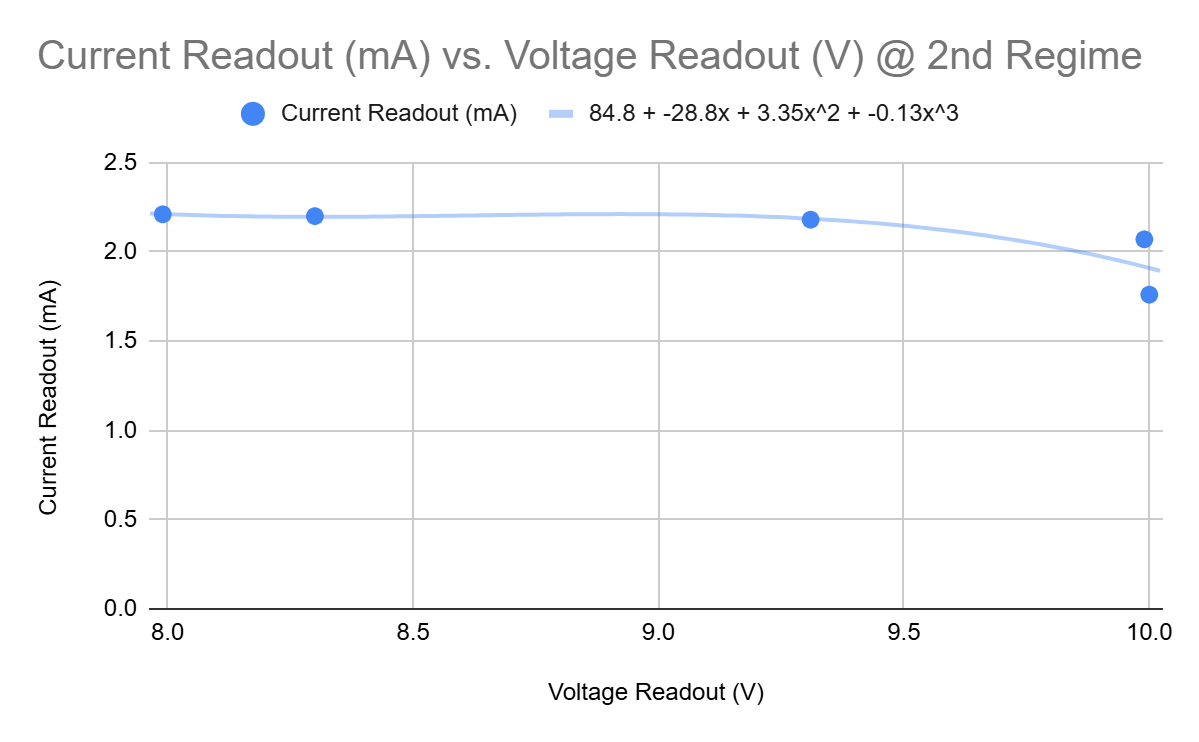 Current Readout (mA) vs. Voltage Readout (V) @ 2nd Regime
Current Readout (mA)
84.8 + -28.8x + 3.35x^2 + -0.13x^3
2.5
2.0
1.5
1.0
0.5
0.0
Current Readout (mA)
8.0
8.5
9.0
9.5
10.0
Voltage Readout (V)